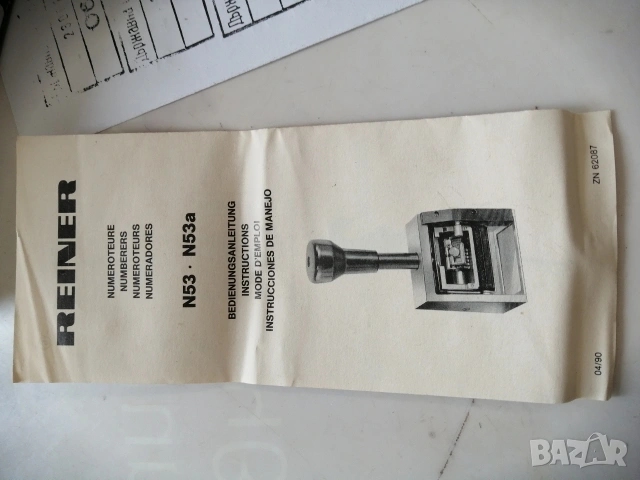 REINER
NUMEROTEURE
NUMBERERS
NUMEROTEURS
NUMERADORES
N53 · N53a
BEDIENUNGSANLEITUNG
INSTRUCTIONS
MODE D'EMPLOI
INSTRUCCIONES DE MANEJO
04/90
ZN 62087
BAZAR